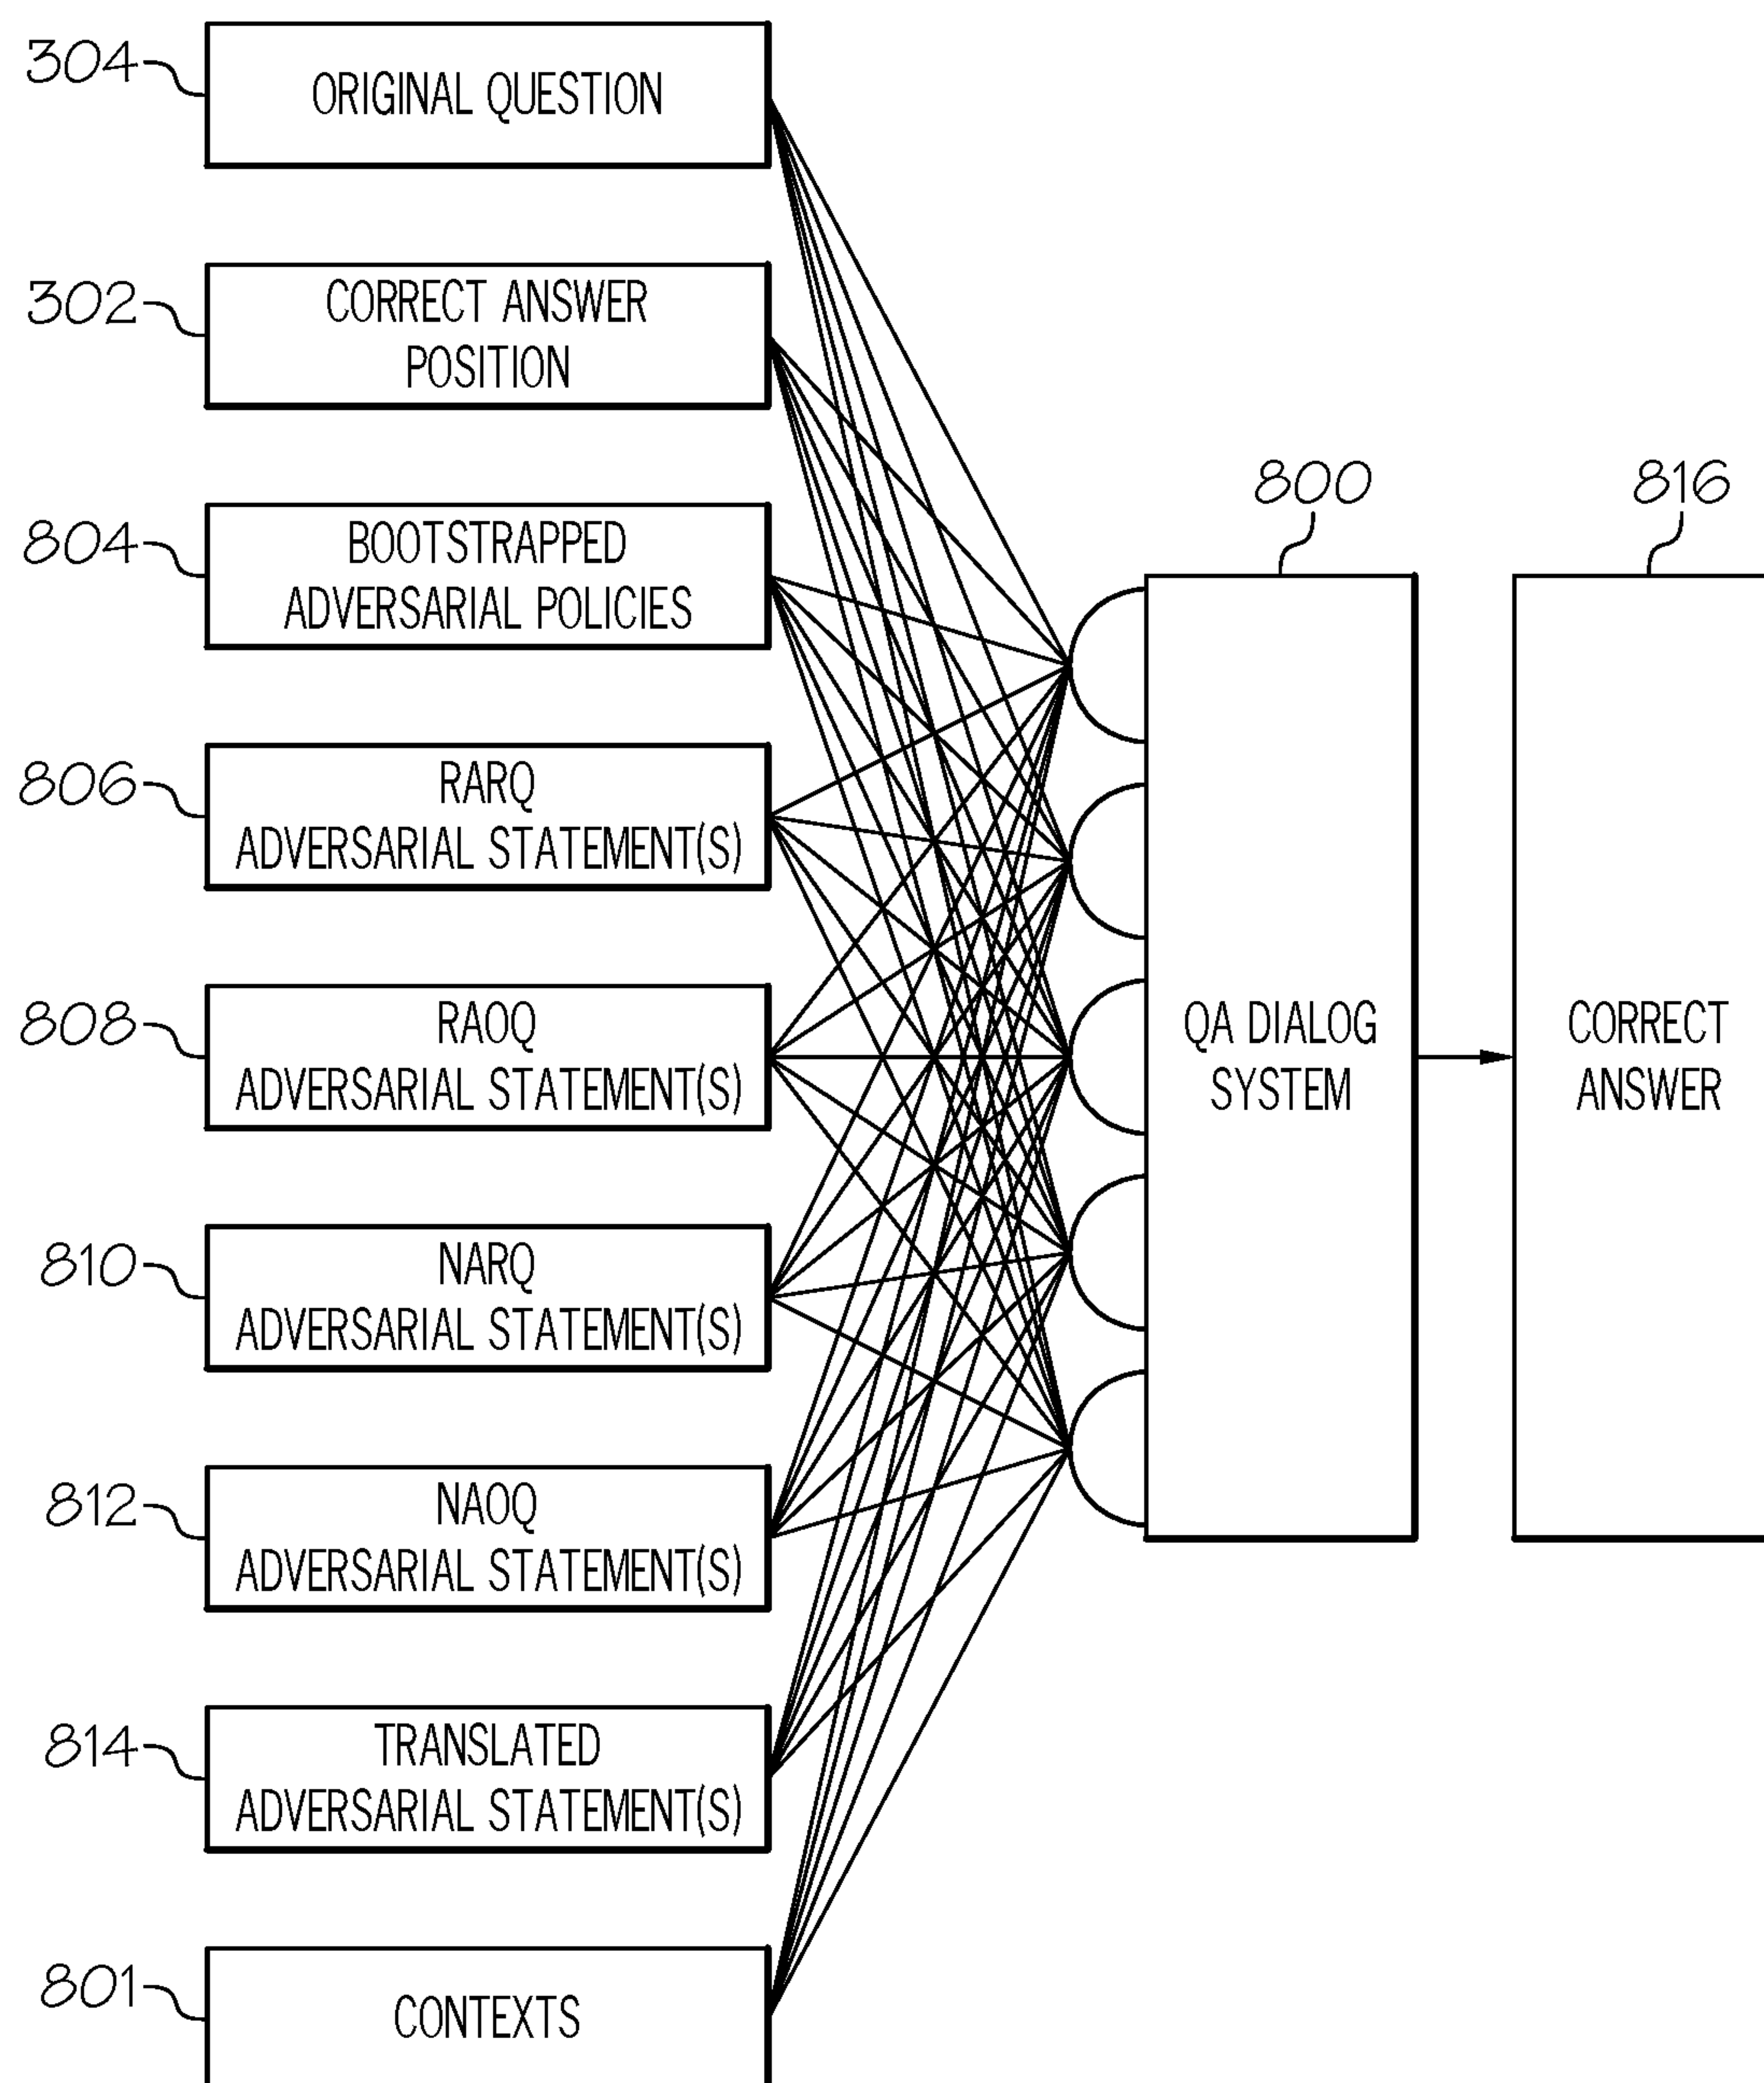 304
ORIGINAL QUESTION
302
CORRECT ANSWER
POSITION
804
BOOTSTRAPPED
ADVERSARIAL POLICIES
806
RARQ
ADVERSARIAL STATEMENT(S)
808
RAOQ
ADVERSARIAL STATEMENT(S)
810
NARQ
ADVERSARIAL STATEMENT(S)
812
NAOQ
ADVERSARIAL STATEMENT(S)
814
TRANSLATED
ADVERSARIAL STATEMENT(S)
801
CONTEXTS
800
QA DIALOG
SYSTEM
816
CORRECT
ANSWER